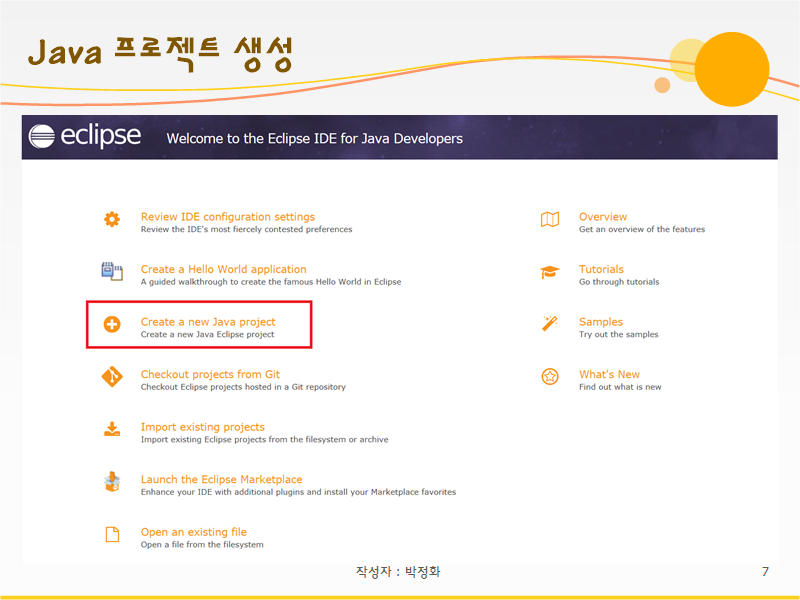 Java 프로젝트 생성
eclipse
Welcome to the Eclipse IDE for Java Developers
Review IDE configuration settings
Review the IDE's most fiercely contested preferences
Create a Hello World application
A guided walkthrough to create the famous Hello World in Eclipse
Create a new Java project
Create a new Java Eclipse project
Checkout projects from Git
Checkout Eclipse projects hosted in a Git repository
Import existing projects
Import existing Eclipse projects from the filesystem or archive
Launch the Eclipse Marketplace
Enhance your IDE with additional plugins and install your Marketplace favorites
Open an existing file
Open a file from the filesystem
Overview
Get an overview of the features
Tutorials
Go through tutorials
Samples
Try out the samples
What's New
Find out what is new
작성자 : 박정화
7